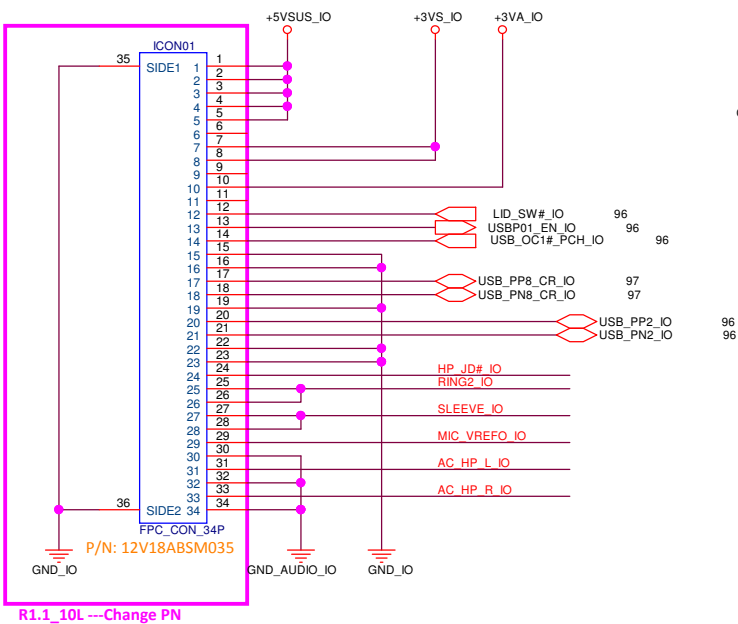 +5VSUS_IO +3VS_IO +3VA_IO
ICON01
35 SIDE1 1 1
2 2
3 3
4 4
5 5
6 6
7 7
8 8
9 9
10 10
11 11
12 12 LID_SW#_IO 96
13 13 USBP01_EN_IO 96
14 14 USB_OC1#_PCH_IO 96
15 15
16 16
17 17 USB_PP8_CR_IO 97
18 18 USB_PN8_CR_IO 97
19 19
20 20 USB_PP2_IO 96
21 21 USB_PN2_IO 96
22 22
23 23
24 24 HP_JD#_IO
25 25 RING2_IO
26 26
27 27 SLEEVE_IO
28 28
29 29 MIC_VREFO_IO
30 30
31 31 AC_HP_L_IO
32 32
33 33 AC_HP_R_IO
36 SIDE2 34 34
FPC_CON_34P
P/N: 12V18ABSM035
GND_IO GND_AUDIO_IO GND_IO
R1.1_10L ---Change PN